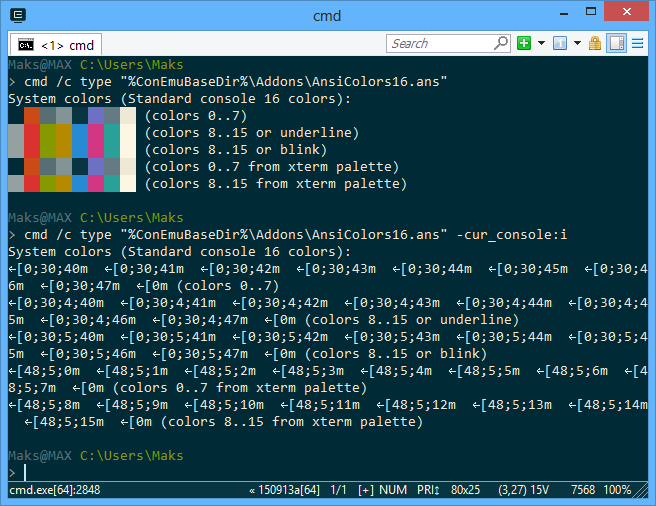 cmd
<1> cmd
Search
Maks@MAX C:\Users\Maks
> cmd /c type "%ConEmuBaseDir%\Addons\AnsiColors16.ans"
System colors (Standard console 16 colors):
(colors 0..7)
(colors 8..15 or underline)
(colors 8..15 or blink)
(colors 0..7 from xterm palette)
(colors 8..15 from xterm palette)
Maks@MAX C:\Users\Maks
> cmd /c type "%ConEmuBaseDir%\Addons\AnsiColors16.ans" -cur_console:i
System colors (Standard console 16 colors):
←[0;30;40m  ←[0;30;41m  ←[0;30;42m  ←[0;30;43m  ←[0;30;44m  ←[0;30;45m  ←[0;30;4
6m  ←[0;30;47m  ←[0m (colors 0..7)
←[0;30;4;40m  ←[0;30;4;41m  ←[0;30;4;42m  ←[0;30;4;43m  ←[0;30;4;44m  ←[0;30;4;4
5m  ←[0;30;4;46m  ←[0;30;4;47m  ←[0m (colors 8..15 or underline)
←[0;30;5;40m  ←[0;30;5;41m  ←[0;30;5;42m  ←[0;30;5;43m  ←[0;30;5;44m  ←[0;30;5;4
5m  ←[0;30;5;46m  ←[0;30;5;47m  ←[0m (colors 8..15 or blink)
←[48;5;0m  ←[48;5;1m  ←[48;5;2m  ←[48;5;3m  ←[48;5;4m  ←[48;5;5m  ←[48;5;6m  ←[4
8;5;7m  ←[0m (colors 0..7 from xterm palette)
←[48;5;8m  ←[48;5;9m  ←[48;5;10m  ←[48;5;11m  ←[48;5;12m  ←[48;5;13m  ←[48;5;14m
  ←[48;5;15m  ←[0m (colors 8..15 from xterm palette)
Maks@MAX C:\Users\Maks
>
cmd.exe[64]:2848 « 150913a[64] 1/1 [+] NUM PRI↕ 80x25 (3,27) 15V 7568 100%